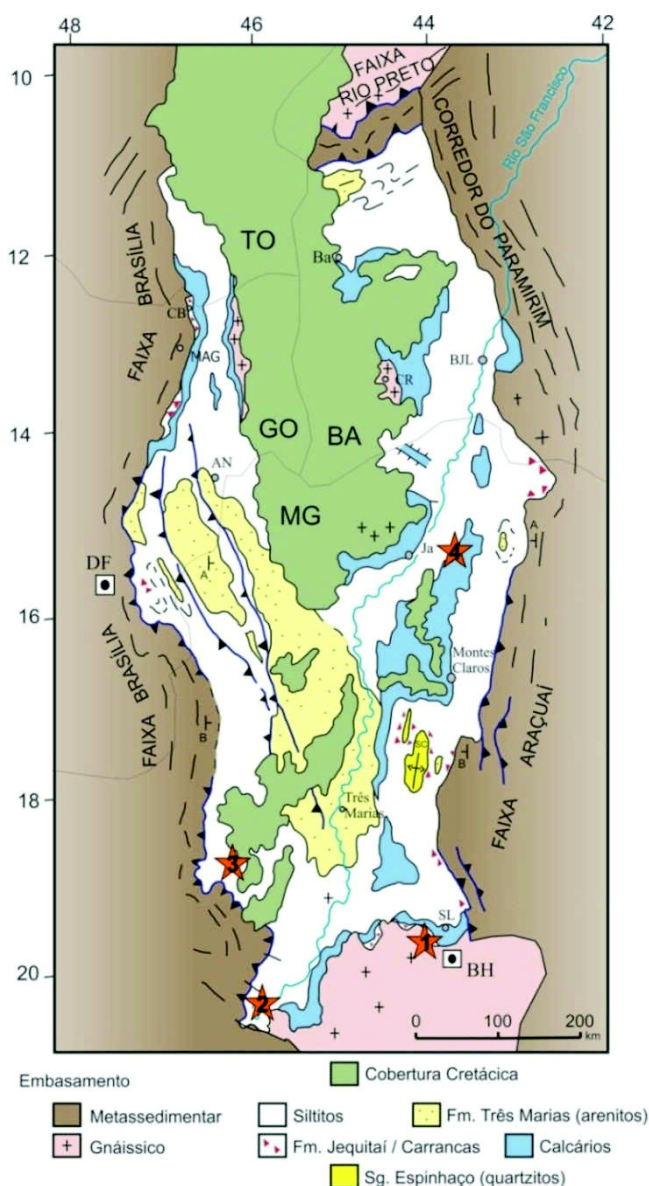 48
46
44
42
10
12
14
16
18
20
FAIXA
RIO PRETO
Rio São Francisco
CORREDOR DO PARAMIRIM
TO
Ba
FAIXA BRASÍLIA
CB
MAG
CR
BJL
GO
BA
AN
MG
Ja
4
A
A
DF
Montes
Claros
FAIXA BRASÍLIA
B
SC
B
FAIXA ARAÇUAÍ
Três
Marias
3
SL
1
BH
2
0 100 200
km
Embasamento
Cobertura Cretácica
Metassedimentar
Siltitos
Fm. Três Marias (arenitos)
Gnáissico
Fm. Jequitaí / Carrancas
Calcários
Sg. Espinhaço (quartzitos)